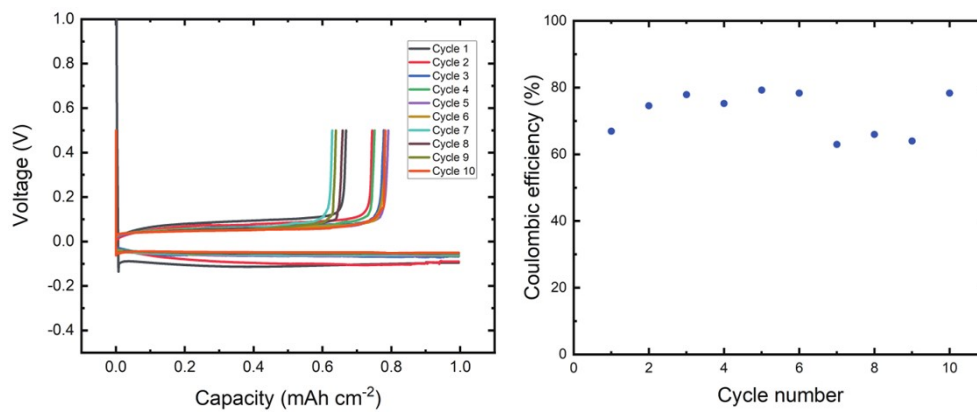 1.0
0.8
0.6
0.4
0.2
0.0
-0.2
-0.4
Voltage (V)
Cycle 1
Cycle 2
Cycle 3
Cycle 4
Cycle 5
Cycle 6
Cycle 7
Cycle 8
Cycle 9
Cycle 10
0.0 0.2 0.4 0.6 0.8 1.0
Capacity (mAh cm⁻²)
100
80
60
40
20
0
Coulombic efficiency (%)
0 2 4 6 8 10
Cycle number